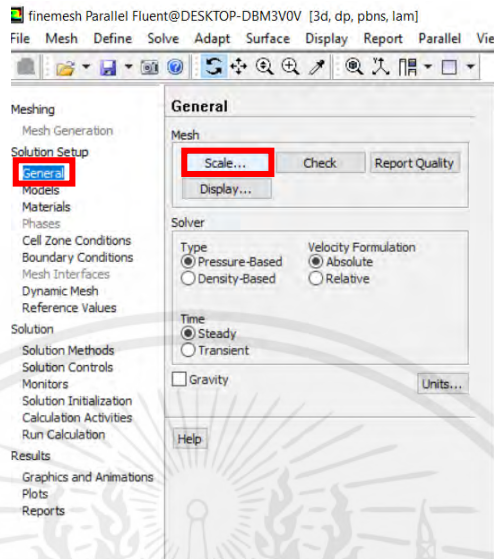 finemesh Parallel Fluent@DESKTOP-DBM3V0V [3d, dp, pbns, lam]
File Mesh Define Solve Adapt Surface Display Report Parallel Vie
Meshing
Mesh Generation
Solution Setup
General
Models
Materials
Phases
Cell Zone Conditions
Boundary Conditions
Mesh Interfaces
Dynamic Mesh
Reference Values
Solution
Solution Methods
Solution Controls
Monitors
Solution Initialization
Calculation Activities
Run Calculation
Results
Graphics and Animations
Plots
Reports
General
Mesh
Scale... Check Report Quality
Display...
Solver
Type Velocity Formulation
Pressure-Based Absolute
Density-Based Relative
Time
Steady
Transient
Gravity Units...
Help